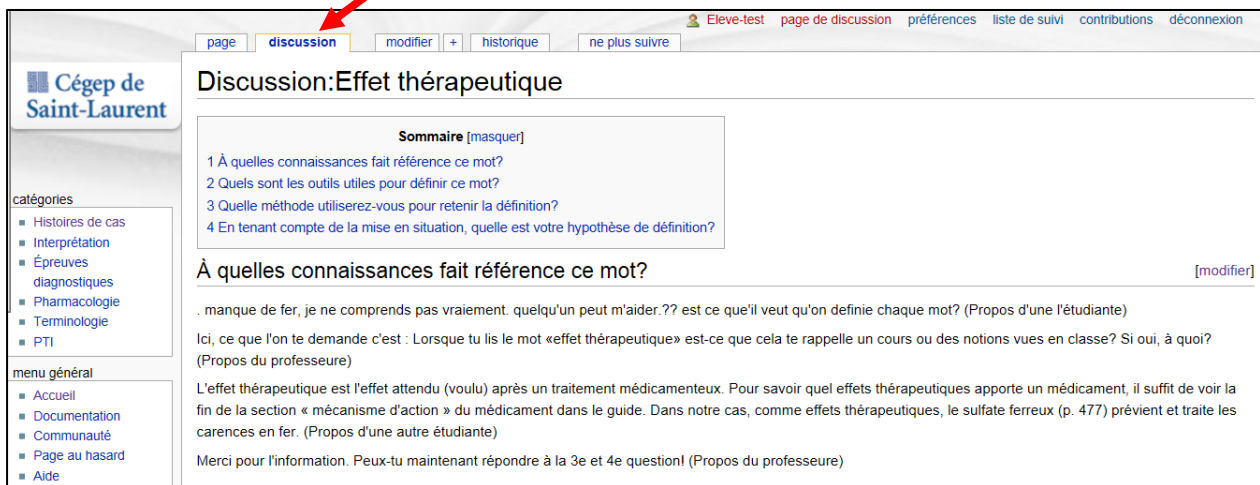 Eleve-test page de discussion préférences liste de suivi contributions déconnexion
page discussion modifier + historique ne plus suivre
Cégep de
Saint-Laurent
Discussion:Effet thérapeutique
Sommaire [masquer]
1 À quelles connaissances fait référence ce mot?
2 Quels sont les outils utiles pour définir ce mot?
3 Quelle méthode utiliserez-vous pour retenir la définition?
4 En tenant compte de la mise en situation, quelle est votre hypothèse de définition?
catégories
Histoires de cas
Interprétation
Épreuves
diagnostiques
Pharmacologie
Terminologie
PTI
menu général
Accueil
Documentation
Communauté
Page au hasard
Aide
À quelles connaissances fait référence ce mot? [modifier]
. manque de fer, je ne comprends pas vraiment. quelqu'un peut m'aider.?? est ce que'il veut qu'on definie chaque mot? (Propos d'une l'étudiante)
Ici, ce que l'on te demande c'est : Lorsque tu lis le mot «effet thérapeutique» est-ce que cela te rappelle un cours ou des notions vues en classe? Si oui, à quoi?
(Propos du professeure)
L'effet thérapeutique est l'effet attendu (voulu) après un traitement médicamenteux. Pour savoir quel effets thérapeutiques apporte un médicament, il suffit de voir la
fin de la section « mécanisme d'action » du médicament dans le guide. Dans notre cas, comme effets thérapeutiques, le sulfate ferreux (p. 477) prévient et traite les
carences en fer. (Propos d'une autre étudiante)
Merci pour l'information. Peux-tu maintenant répondre à la 3e et 4e question! (Propos du professeure)